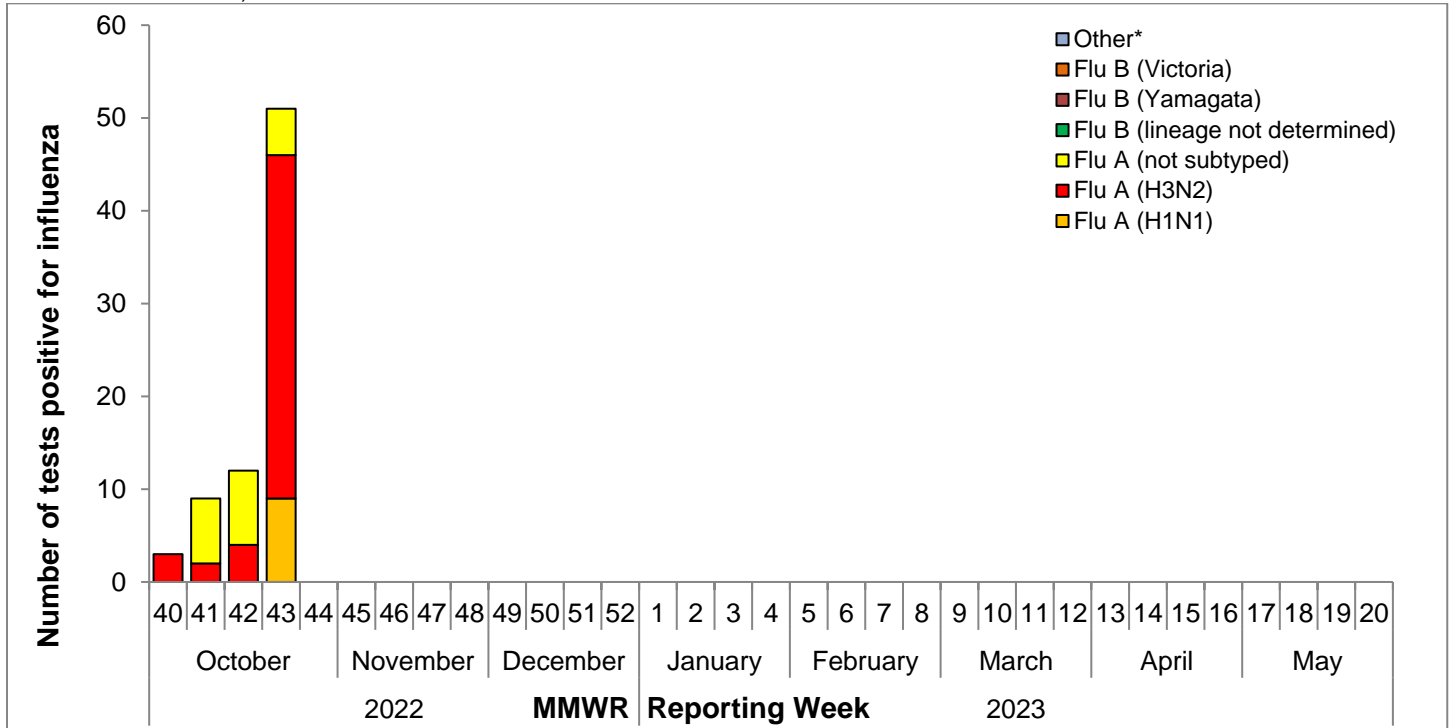 60
50
40
30
20
10
0
Number of tests positive for influenza
Other*
Flu B (Victoria)
Flu B (Yamagata)
Flu B (lineage not determined)
Flu A (not subtyped)
Flu A (H3N2)
Flu A (H1N1)
40 41 42 43 44 45 46 47 48 49 50 51 52 1 2 3 4 5 6 7 8 9 10 11 12 13 14 15 16 17 18 19 20
October November December January February March April May
2022 MMWR Reporting Week 2023